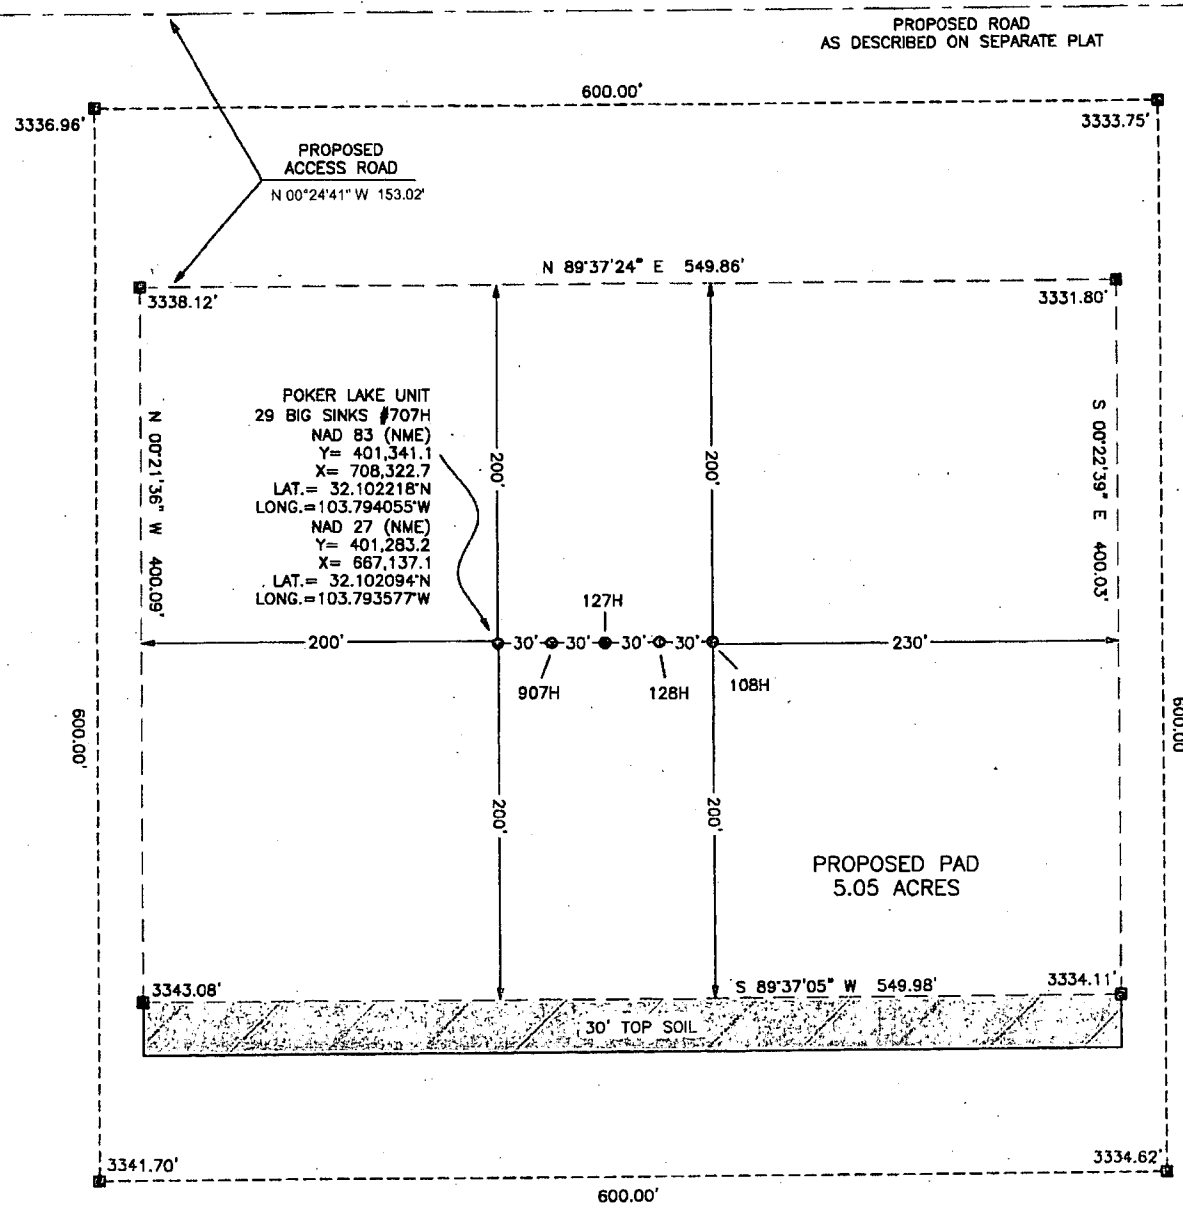 PROPOSED ROAD
AS DESCRIBED ON SEPARATE PLAT
600.00'
3336.96'
3333.75'
PROPOSED
ACCESS ROAD
N 00°24'41" W 153.02'
N 89°37'24" E 549.86'
3338.12'
3331.80'
POKER LAKE UNIT
29 BIG SINKS #707H
NAD 83 (NME)
Y= 401,341.1
X= 708,322.7
LAT.= 32.102218°N
LONG.=103.794055°W
NAD 27 (NME)
Y= 401,283.2
X= 667,137.1
LAT.= 32.102094°N
LONG.=103.793577°W
N 00°21'36" W 400.09'
200'
200'
S 00°22'39" E 400.03'
127H
200'
30'
30'
30'
30'
230'
907H
128H
108H
600.00'
600.00'
200'
200'
PROPOSED PAD
5.05 ACRES
3343.08'
S 89°37'05" W 549.98'
3334.11'
30' TOP SOIL
3341.70'
3334.62'
600.00'